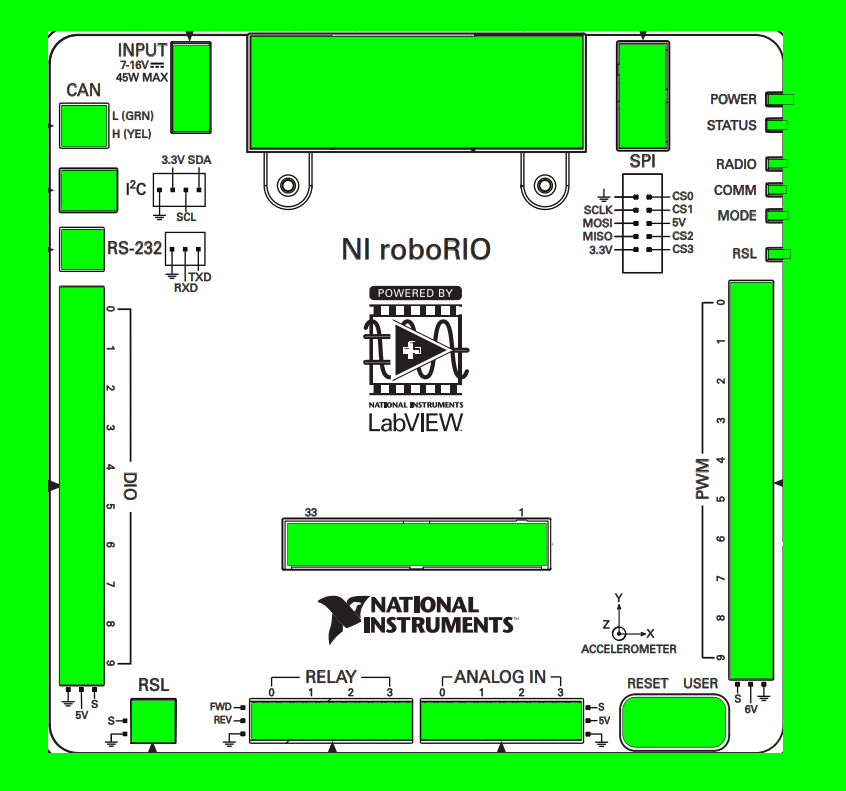 INPUT
7-16V
45W MAX
CAN
L (GRN)
H (YEL)
3.3V SDA
I²C
SCL
RS-232
TXD
RXD
SPI
CS0
SCLK
CS1
MOSI
5V
MISO
CS2
3.3V
CS3
POWER
STATUS
RADIO
COMM
MODE
RSL
NI roboRIO
POWERED BY
NATIONAL INSTRUMENTS
LabVIEW
0
1
2
3
4
5
6
7
8
9
DIO
S
5V
0
1
2
3
4
5
6
7
8
9
PWM
S
6V
33
1
NATIONAL
INSTRUMENTS™
Y
Z
X
ACCELEROMETER
RSL
S
RELAY
0 1 2 3
FWD
REV
ANALOG IN
0 1 2 3
S
5V
RESET USER